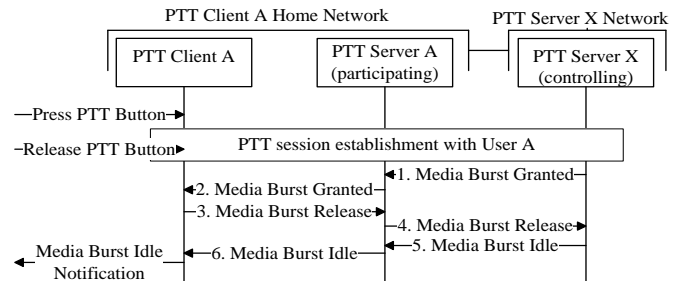 PTT Client A Home Network
PTT Server X Network
PTT Client A
PTT Server A
(participating)
PTT Server X
(controlling)
Press PTT Button
PTT session establishment with User A
Release PTT Button
1. Media Burst Granted
2. Media Burst Granted
3. Media Burst Release
4. Media Burst Release
5. Media Burst Idle
6. Media Burst Idle
Media Burst Idle
Notification